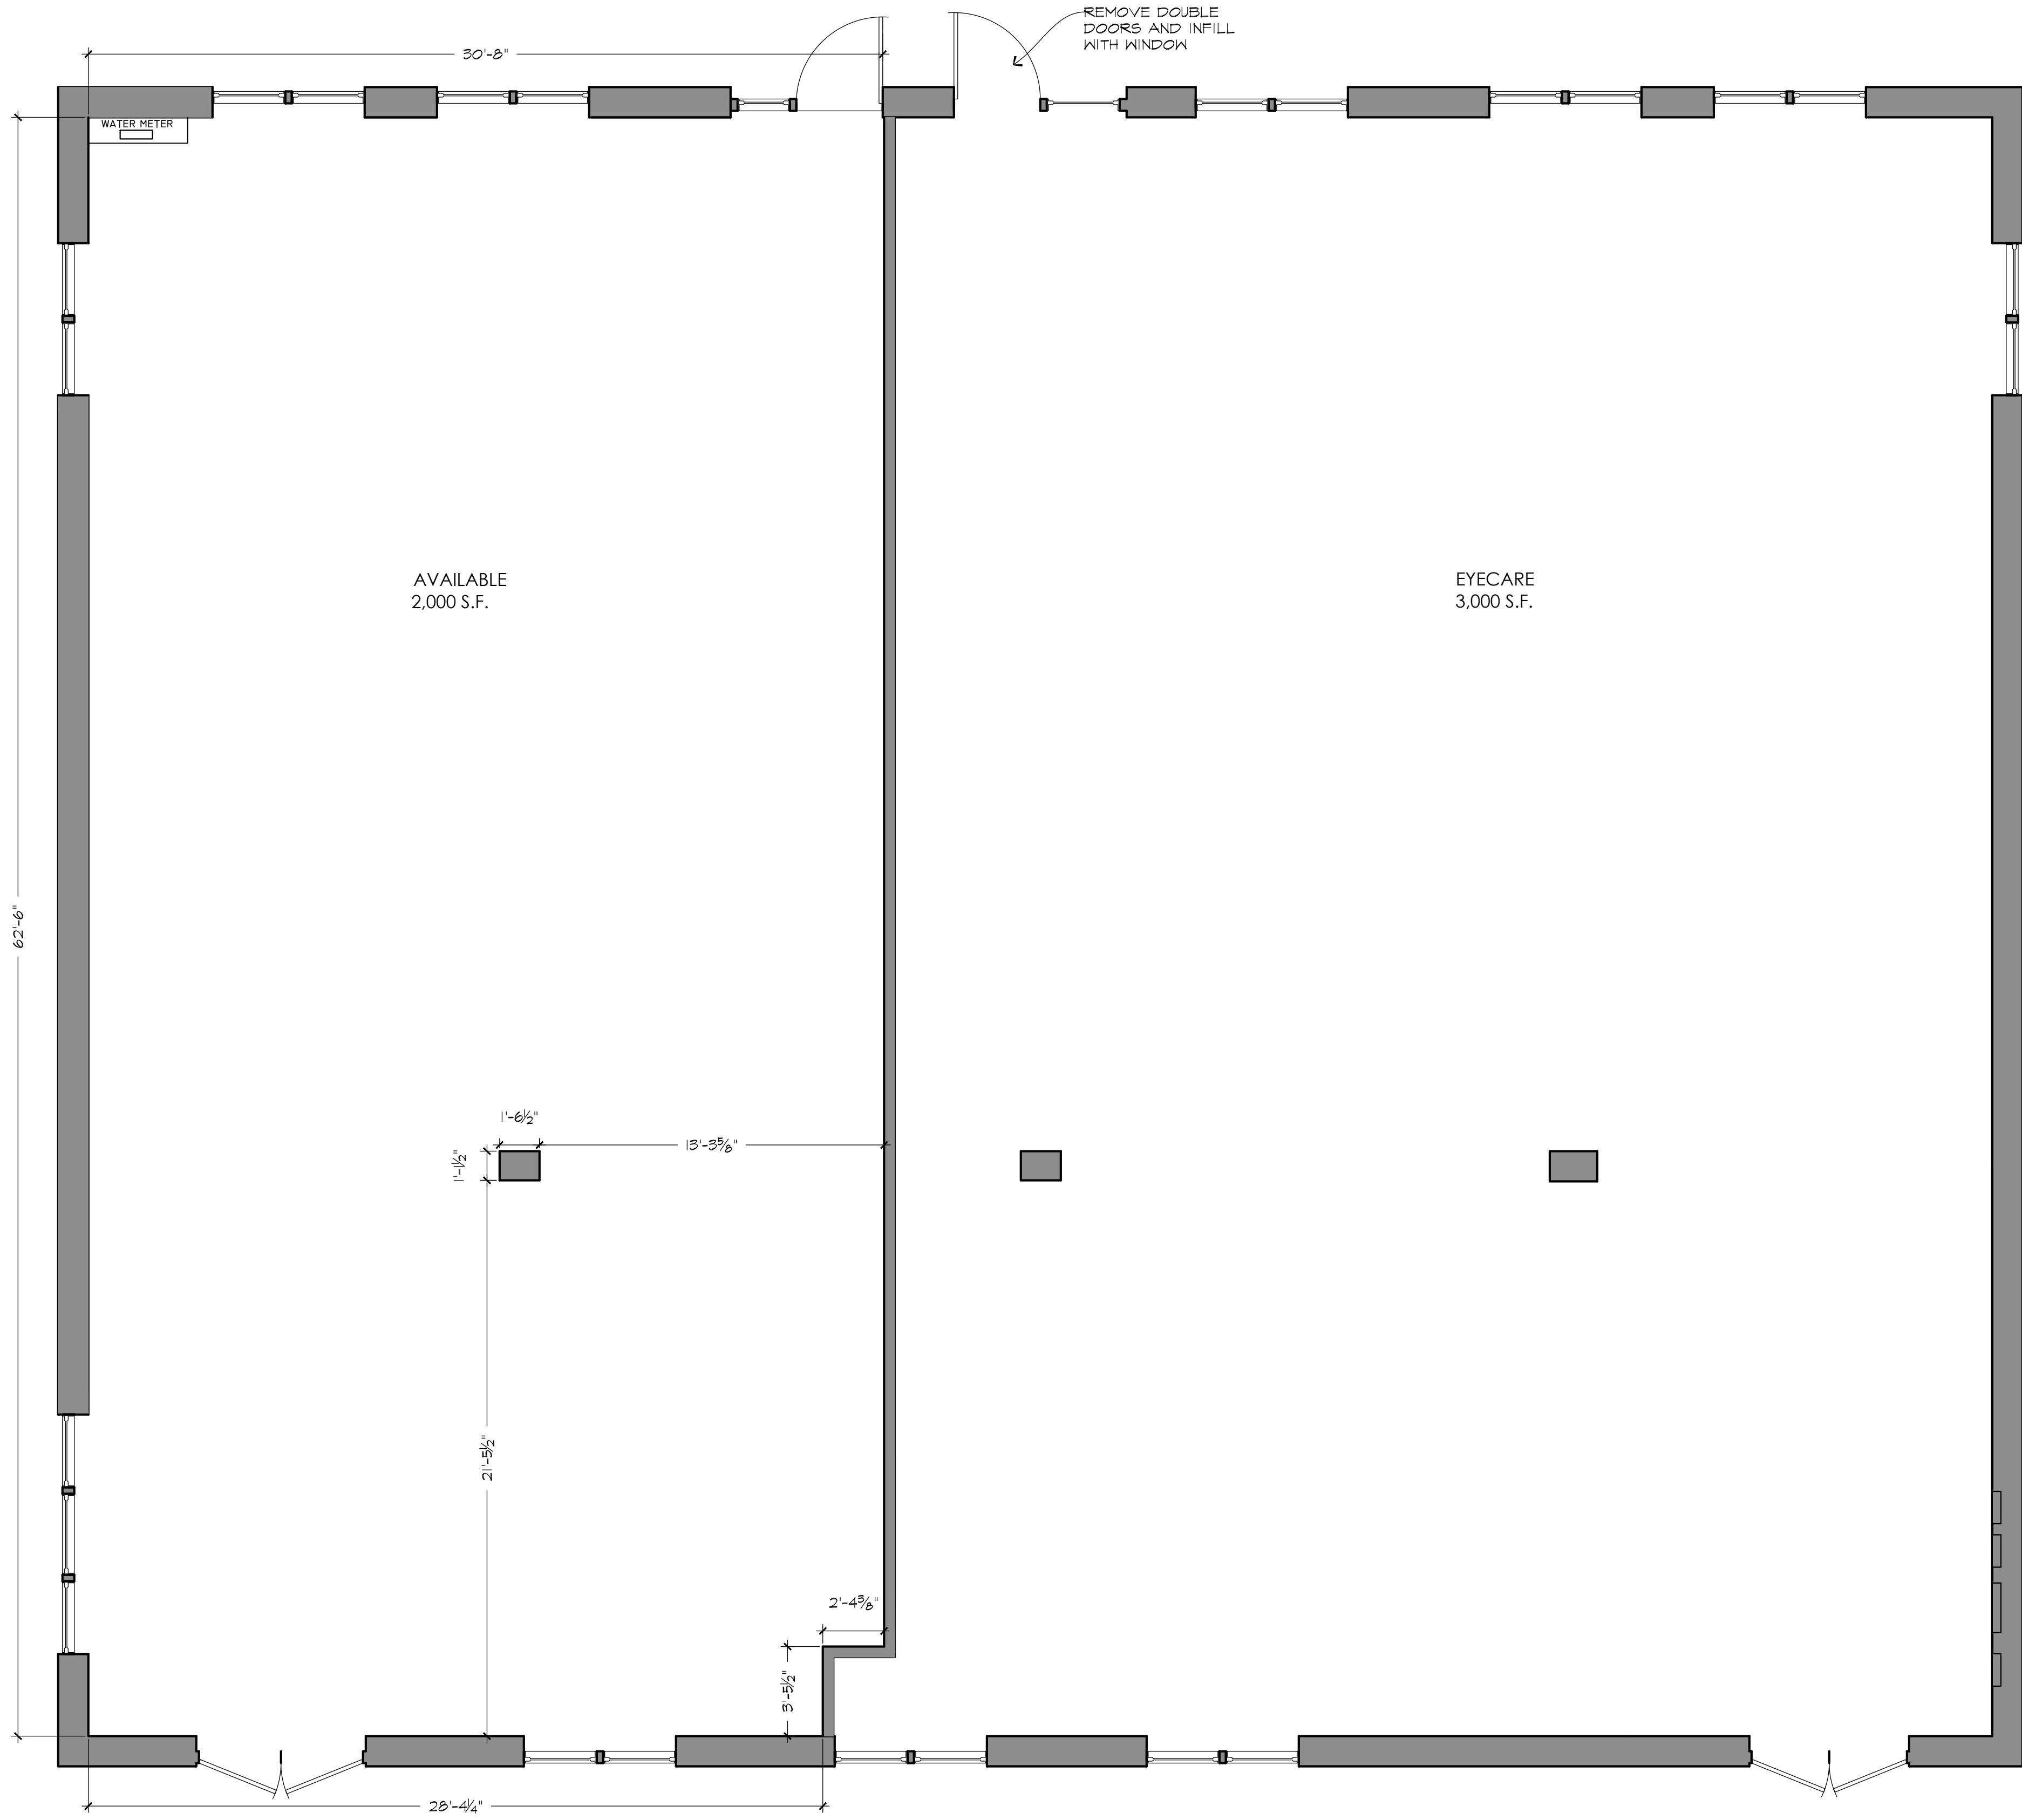 REMOVE DOUBLE
DOORS AND INFILL
WITH WINDOW
30'-8"
WATER METER
AVAILABLE
2,000 S.F.
EYECARE
3,000 S.F.
62'-6"
1'-6½"
13'-3⅝"
1'-1½"
21'-5½"
2'-4⅜"
3'-5½"
28'-4¼"